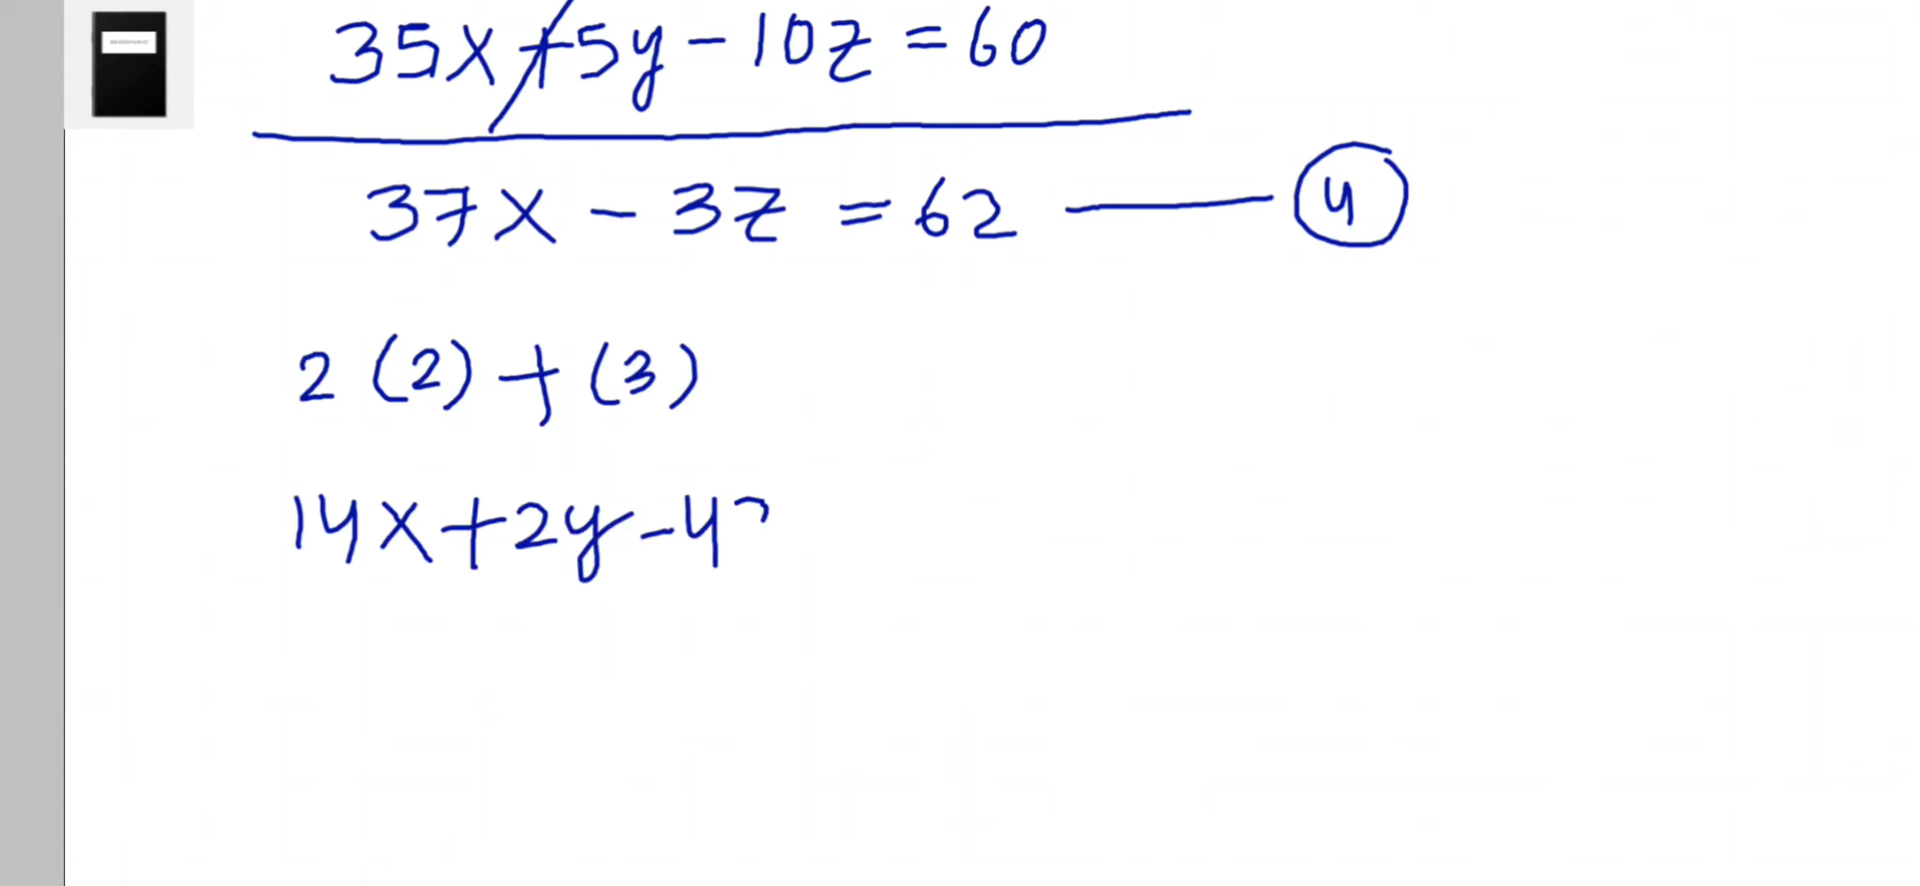 35x + 5y - 10z = 60
37x - 3z = 62 ——— 4
2 (2) + (3)
14x + 2y - 4